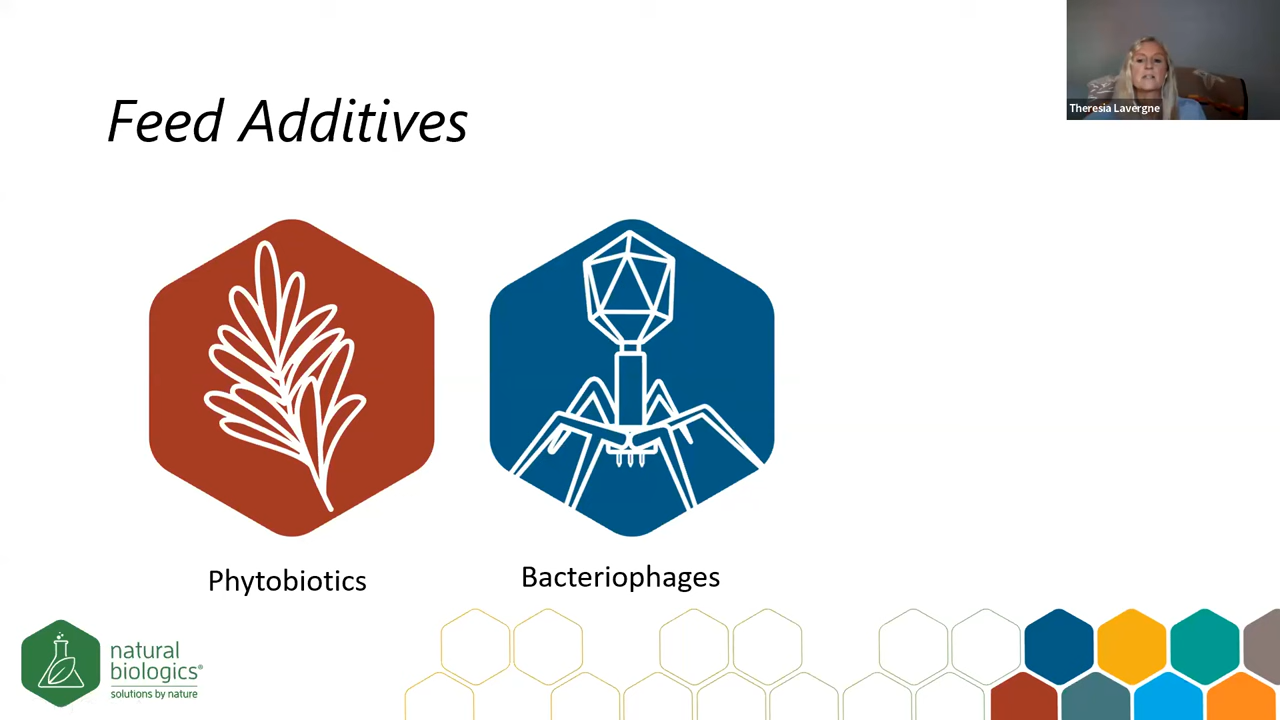 Theresia Lavergne
Feed Additives
Phytobiotics
Bacteriophages
natural
biologics®
solutions by nature